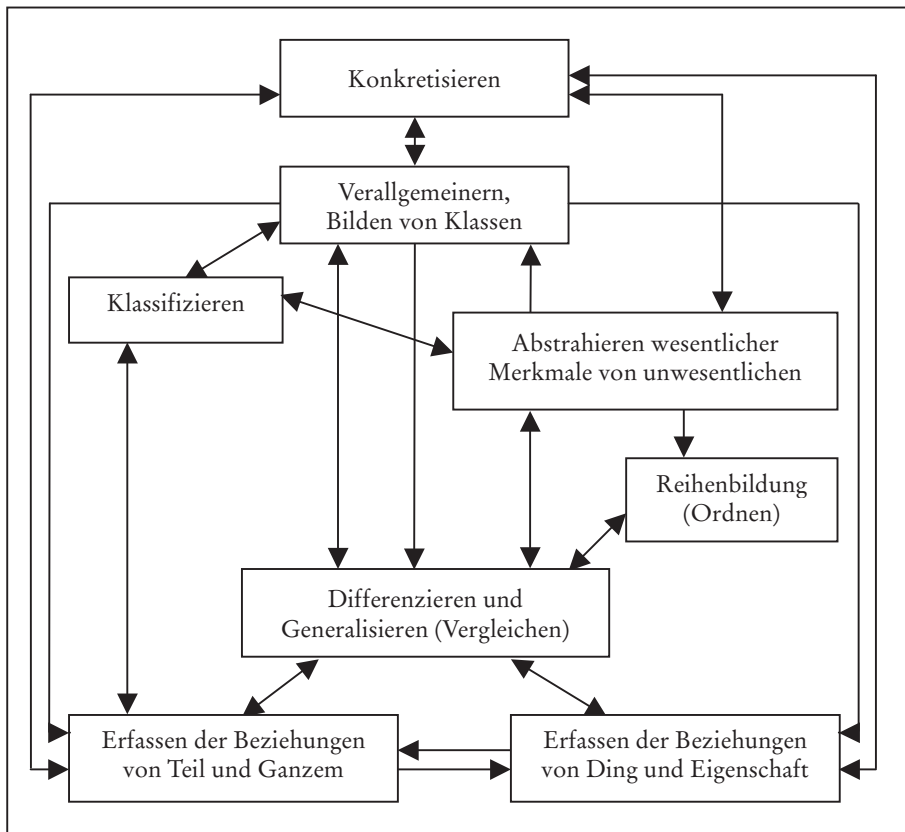 Konkretisieren
Verallgemeinern,
Bilden von Klassen
Klassifizieren
Abstrahieren wesentlicher
Merkmale von unwesentlichen
Reihenbildung
(Ordnen)
Differenzieren und
Generalisieren (Vergleichen)
Erfassen der Beziehungen
von Teil und Ganzem
Erfassen der Beziehungen
von Ding und Eigenschaft